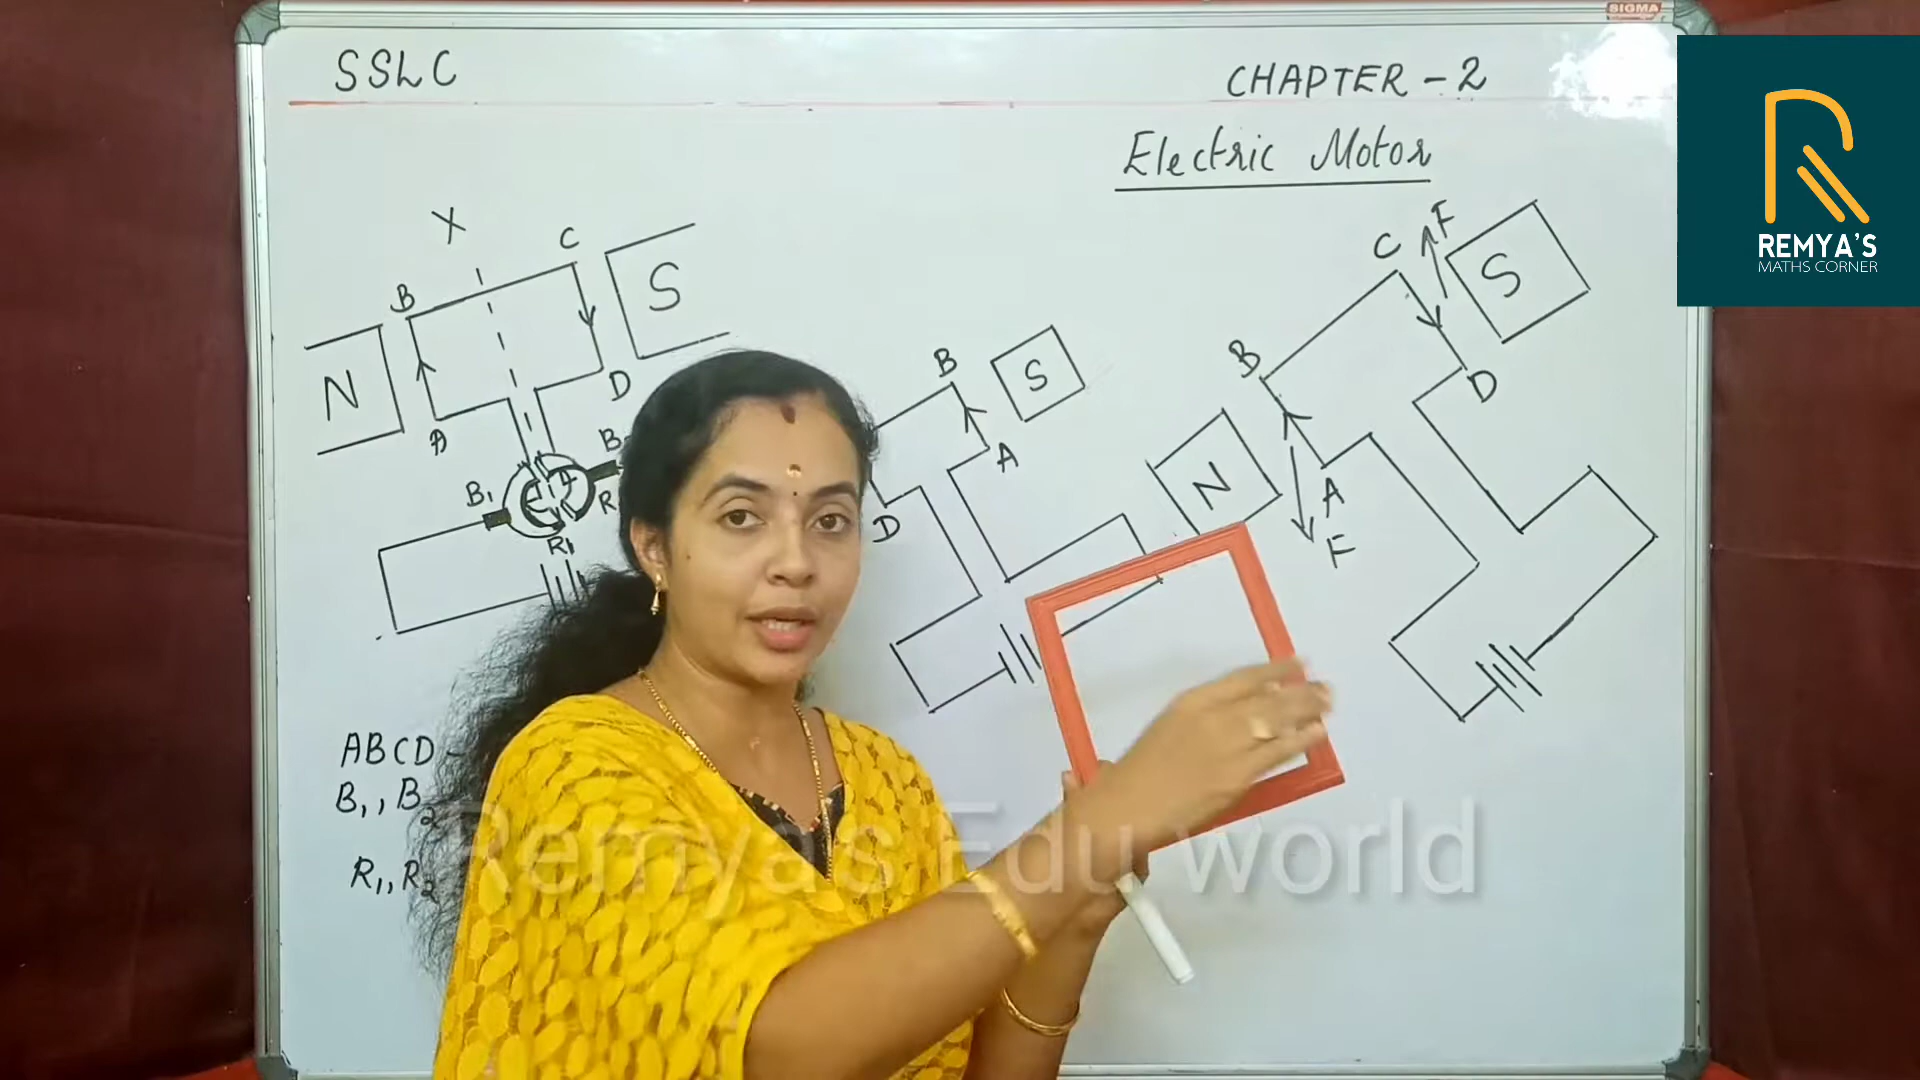 SIGMA
SSLC
CHAPTER - 2
Electric Motor
REMYA'S
MATHS CORNER
X
B
C
S
N
A
D
B₁
B
R
R₁
B
S
A
D
C
F
S
B
D
N
A
F
ABCD -
B₁, B₂
R₁, R₂
Remya's Edu world